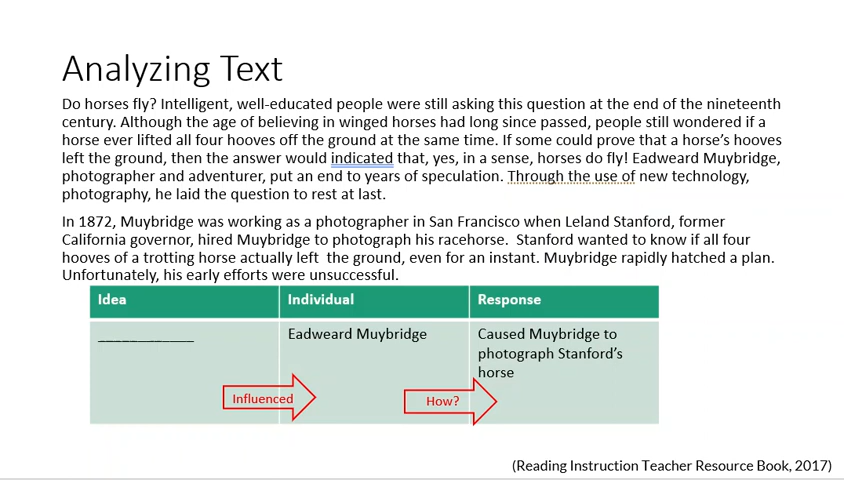 Analyzing Text
Do horses fly? Intelligent, well-educated people were still asking this question at the end of the nineteenth
century. Although the age of believing in winged horses had long since passed, people still wondered if a
horse ever lifted all four hooves off the ground at the same time. If some could prove that a horse's hooves
left the ground, then the answer would indicated that, yes, in a sense, horses do fly! Eadweard Muybridge,
photographer and adventurer, put an end to years of speculation. Through the use of new technology,
photography, he laid the question to rest at last.
In 1872, Muybridge was working as a photographer in San Francisco when Leland Stanford, former
California governor, hired Muybridge to photograph his racehorse.  Stanford wanted to know if all four
hooves of a trotting horse actually left  the ground, even for an instant. Muybridge rapidly hatched a plan.
Unfortunately, his early efforts were unsuccessful.
Idea Individual Response
_____________ Eadweard Muybridge Caused Muybridge to
photograph Stanford's
horse
Influenced How?
(Reading Instruction Teacher Resource Book, 2017)